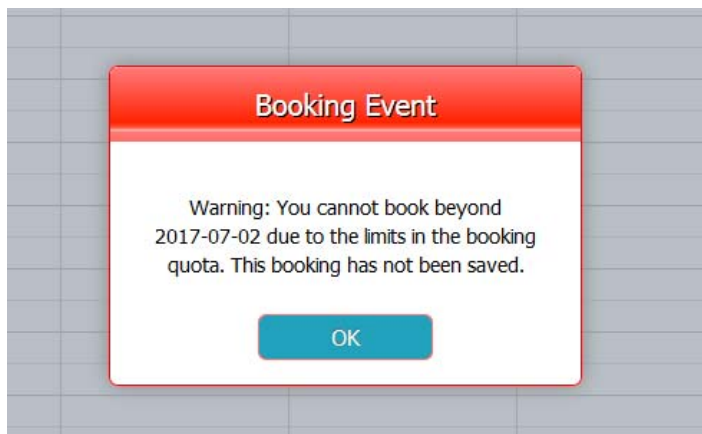 Booking Event
Warning: You cannot book beyond
2017-07-02 due to the limits in the booking
quota. This booking has not been saved.
OK